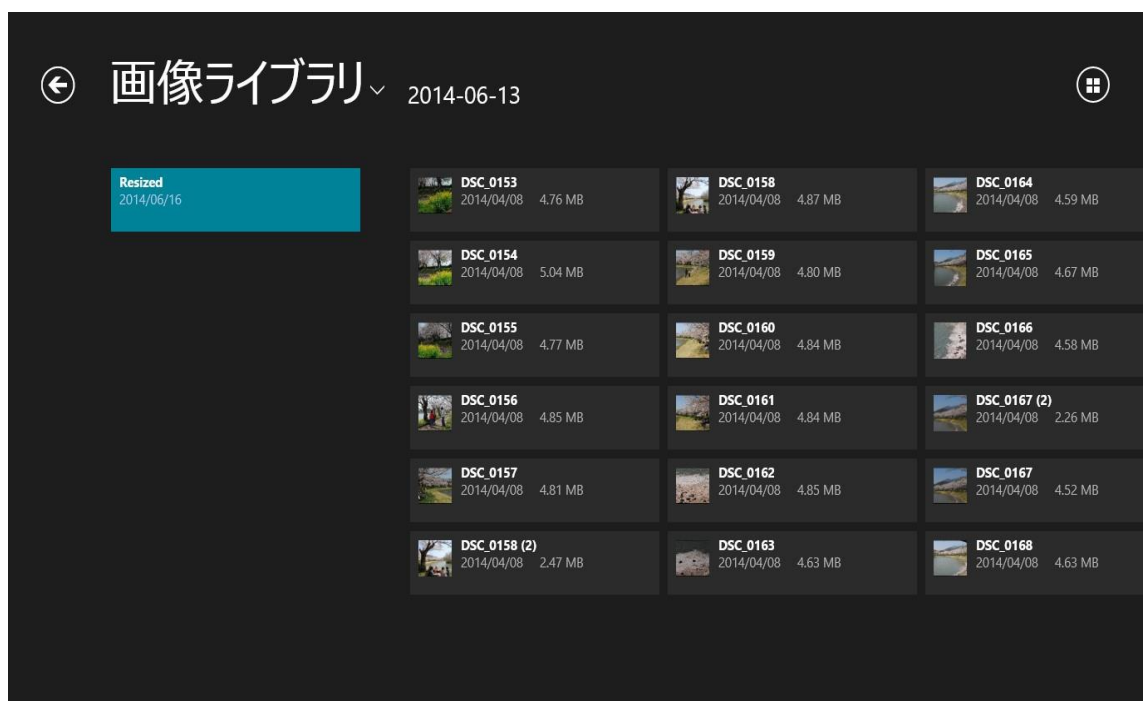 画像ライブラリ 2014-06-13
Resized
2014/06/16
DSC_0153
2014/04/08 4.76 MB
DSC_0154
2014/04/08 5.04 MB
DSC_0155
2014/04/08 4.77 MB
DSC_0156
2014/04/08 4.85 MB
DSC_0157
2014/04/08 4.81 MB
DSC_0158 (2)
2014/04/08 2.47 MB
DSC_0158
2014/04/08 4.87 MB
DSC_0159
2014/04/08 4.80 MB
DSC_0160
2014/04/08 4.84 MB
DSC_0161
2014/04/08 4.84 MB
DSC_0162
2014/04/08 4.85 MB
DSC_0163
2014/04/08 4.63 MB
DSC_0164
2014/04/08 4.59 MB
DSC_0165
2014/04/08 4.67 MB
DSC_0166
2014/04/08 4.58 MB
DSC_0167 (2)
2014/04/08 2.26 MB
DSC_0167
2014/04/08 4.52 MB
DSC_0168
2014/04/08 4.63 MB